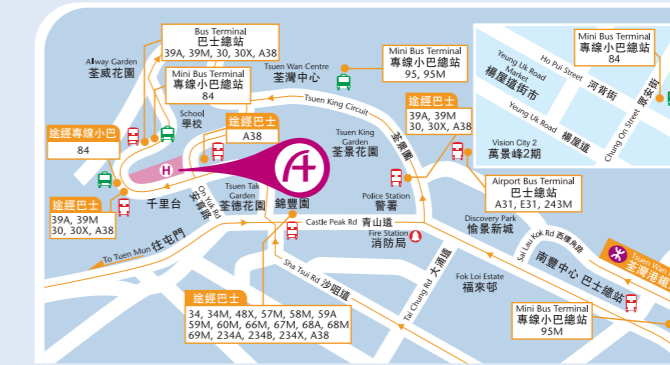 Bus Terminal
巴士總站
39A, 39M, 30, 30X, A38
Allway Garden
荃威花園
Mini Bus Terminal
專線小巴總站
84
School
學校
途經專線小巴
84
途經巴士
A38
Tsuen Wan Centre
荃灣中心
Mini Bus Terminal
專線小巴總站
95, 95M
Tsuen King Circuit
荃景圍
途經巴士
39A, 39M
30, 30X, A38
Tsuen King
Garden
荃景花園
H
千里台
途經巴士
39A, 39M
30, 30X, A38
On Yuk Rd
安育路
Tsuen Tak
Garden
荃德花園
錦豐園
Police Station
警署
Castle Peak Rd 青山道
Fire Station
消防局
To Tuen Mun 往屯門
Sha Tsui Rd 沙咀道
Tai Chung Rd 大涌道
途經巴士
34, 34M, 48X, 57M, 58M, 59A
59M, 60M, 66M, 67M, 68A, 68M
69M, 234A, 234B, 234X, A38
Fok Loi Estate
福來邨
Discovery Park
愉景新城
Sai Lau Kok Rd 西樓角路
南豐中心 巴士總站
Tsuen Wan
荃灣港鐵
Mini Bus Terminal
專線小巴總站
95M
Yeung Uk Road
Market
楊屋道街市
Ho Pui Street 河背街
Yeung Uk Road 楊屋道
Chung On Street 眾安街
Mini Bus Terminal
專線小巴總站
84
Vision City 2
萬景峰2期
Airport Bus Terminal
巴士總站
A31, E31, 243M